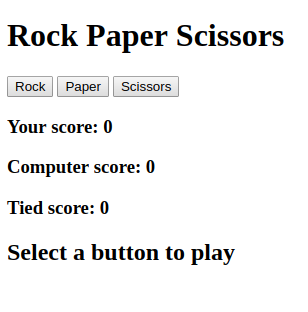 Rock Paper Scissors
Rock Paper Scissors
Your score: 0
Computer score: 0
Tied score: 0
Select a button to play